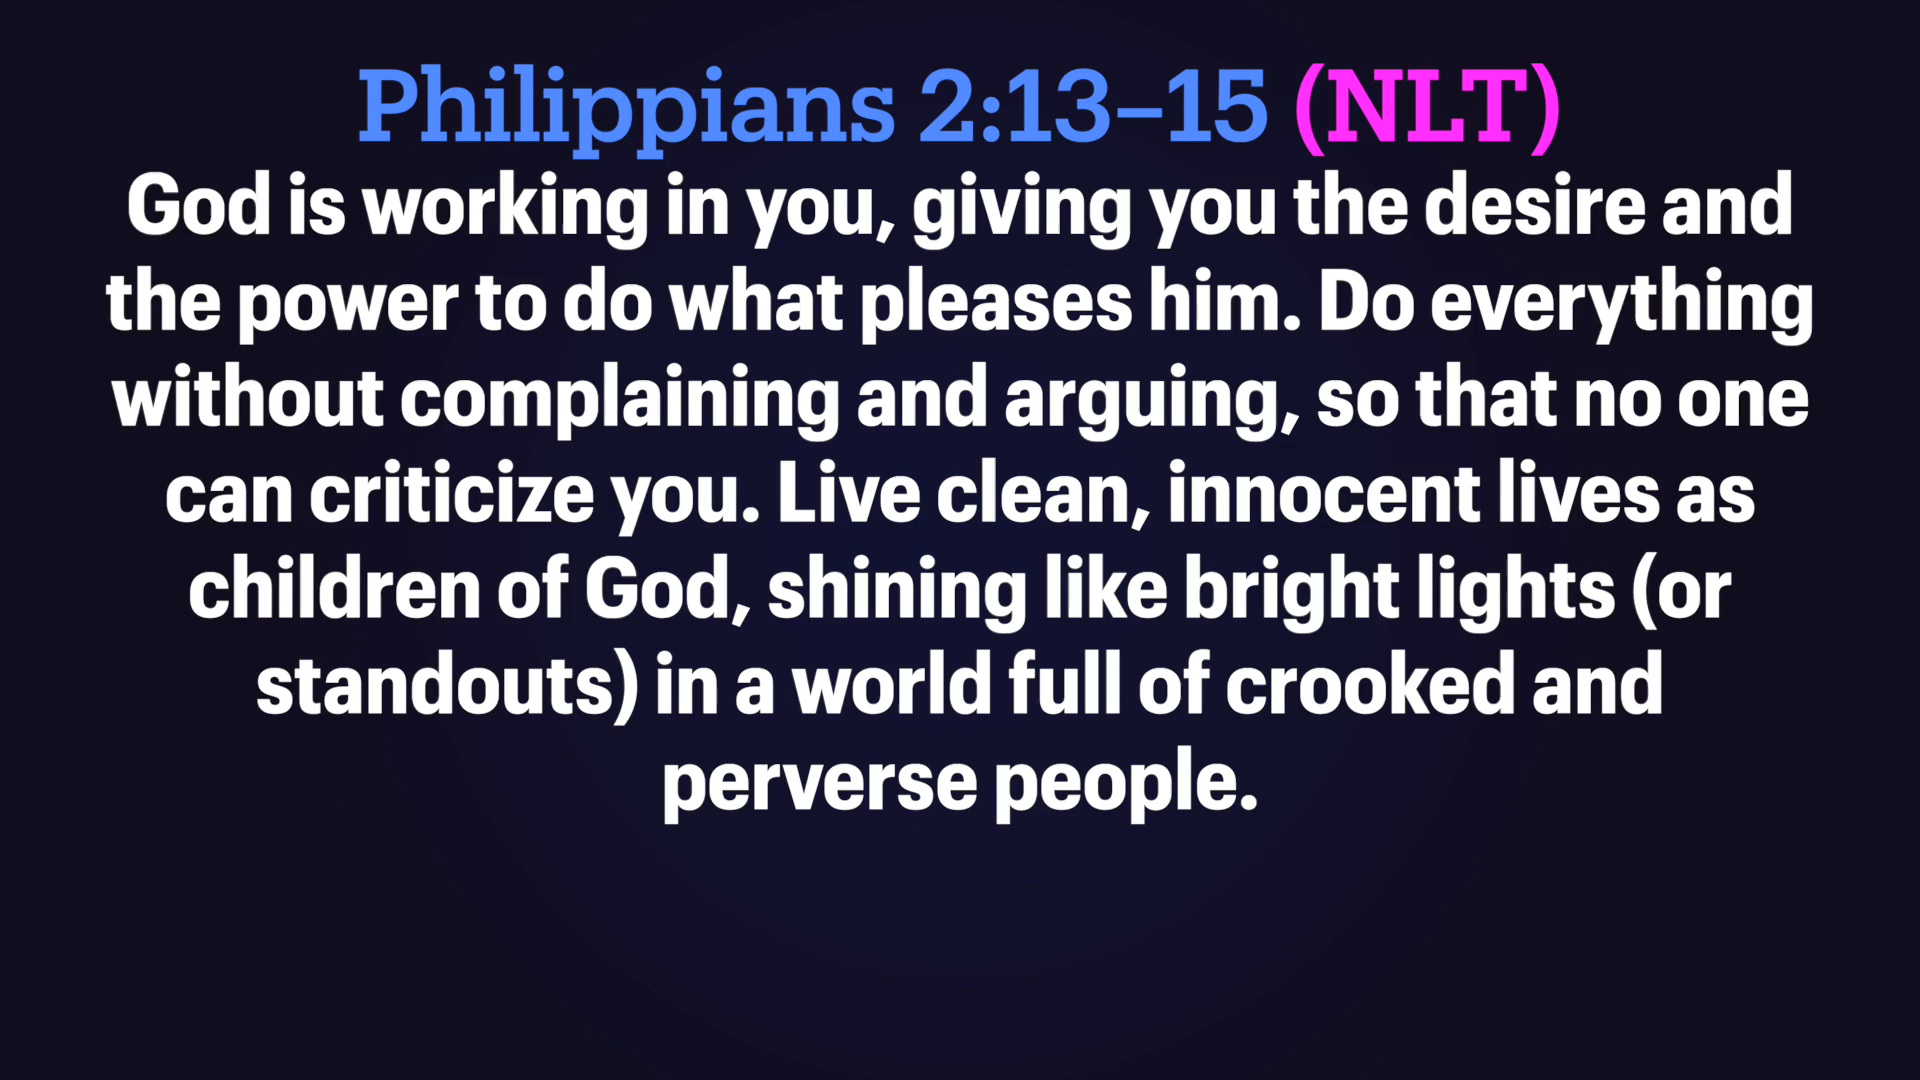 Philippians 2:13–15 (NLT)
God is working in you, giving you the desire and
the power to do what pleases him. Do everything
without complaining and arguing, so that no one
can criticize you. Live clean, innocent lives as
children of God, shining like bright lights (or
standouts) in a world full of crooked and
perverse people.